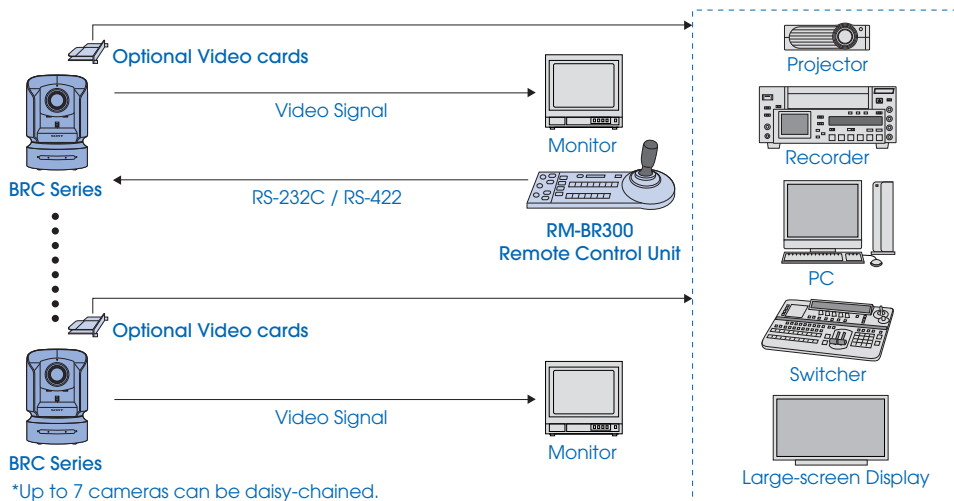 Optional Video cards
Video Signal
Monitor
SONY
BRC Series
RS-232C / RS-422
RM-BR300
Remote Control Unit
Optional Video cards
Video Signal
Monitor
SONY
BRC Series
*Up to 7 cameras can be daisy-chained.
Projector
Recorder
PC
Switcher
Large-screen Display